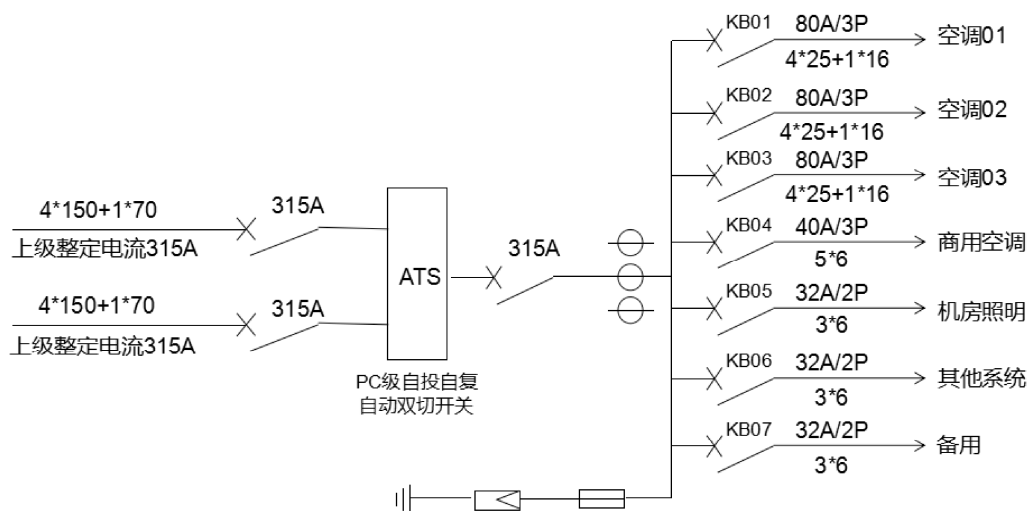 KB01 80A/3P 空调01
4*25+1*16
KB02 80A/3P 空调02
4*25+1*16
KB03 80A/3P 空调03
4*25+1*16
4*150+1*70 315A
上级整定电流315A
KB04 40A/3P 商用空调
5*6
ATS 315A
4*150+1*70 315A
上级整定电流315A
KB05 32A/2P 机房照明
3*6
PC级自投自复
自动双切开关
KB06 32A/2P 其他系统
3*6
KB07 32A/2P 备用
3*6